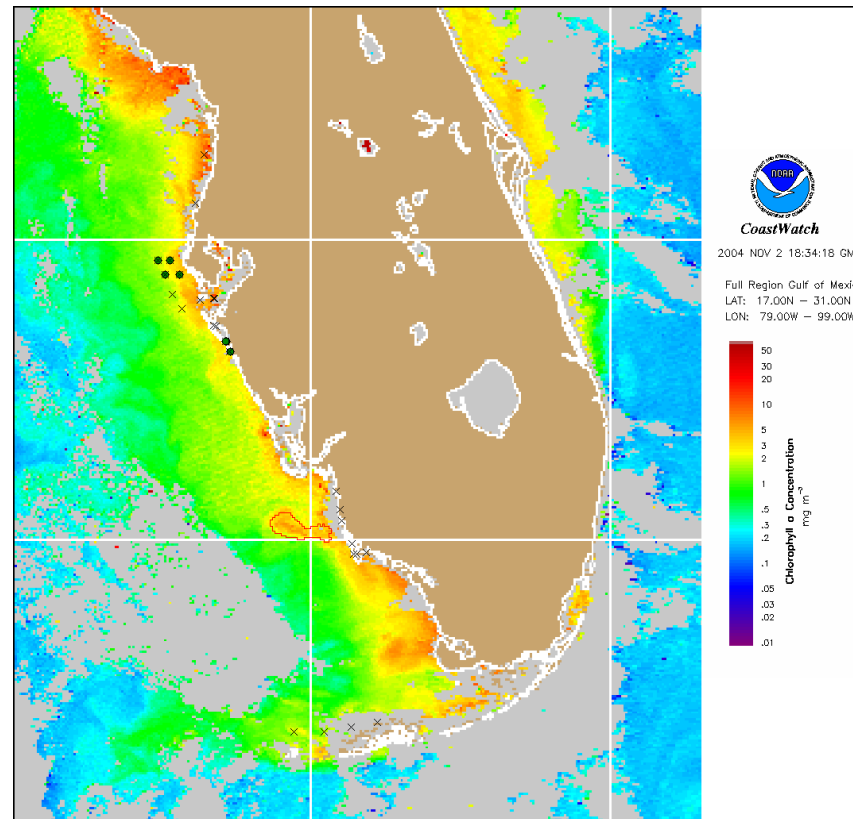 NOAA
CoastWatch
2004 NOV 2 18:34:18 GM
Full Region Gulf of Mexi
LAT: 17.00N – 31.00N
LON: 79.00W – 99.00W
50
30
20
10
5
3
2
1
.5
.3
.2
.1
.05
.03
.02
.01
Chlorophyll a Concentration
mg m⁻³